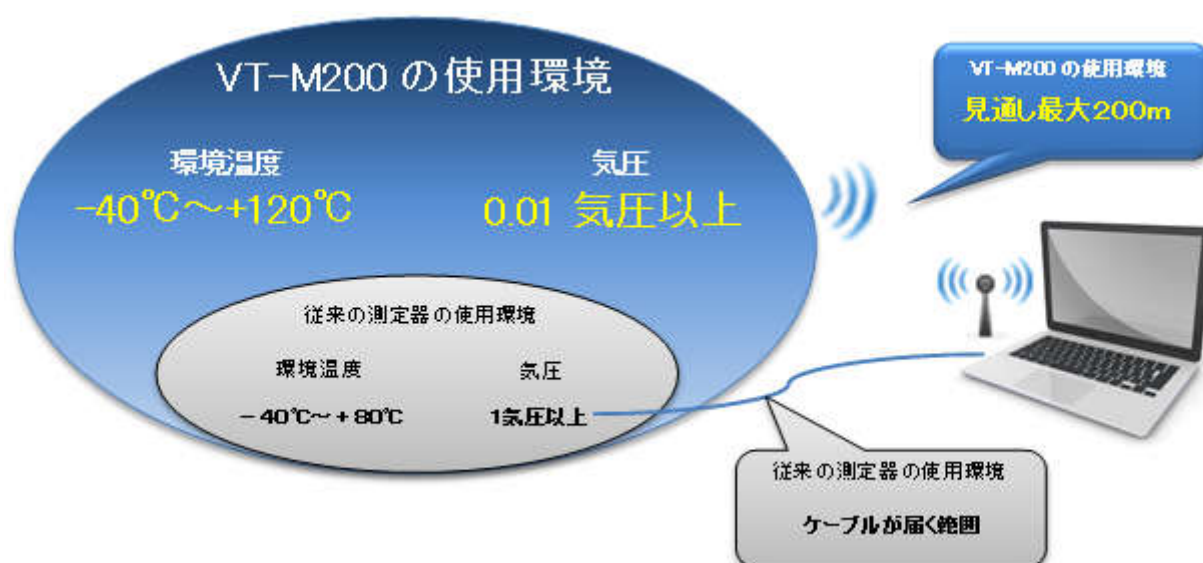 VT-M200 の使用環境
環境温度
-40℃～+120℃
気圧
0.01 気圧以上
VT-M200 の使用環境
見通し最大200m
従来の測定器の使用環境
環境温度
－40℃～＋80℃
気圧
1気圧以上
従来の測定器の使用環境
ケーブルが届く範囲